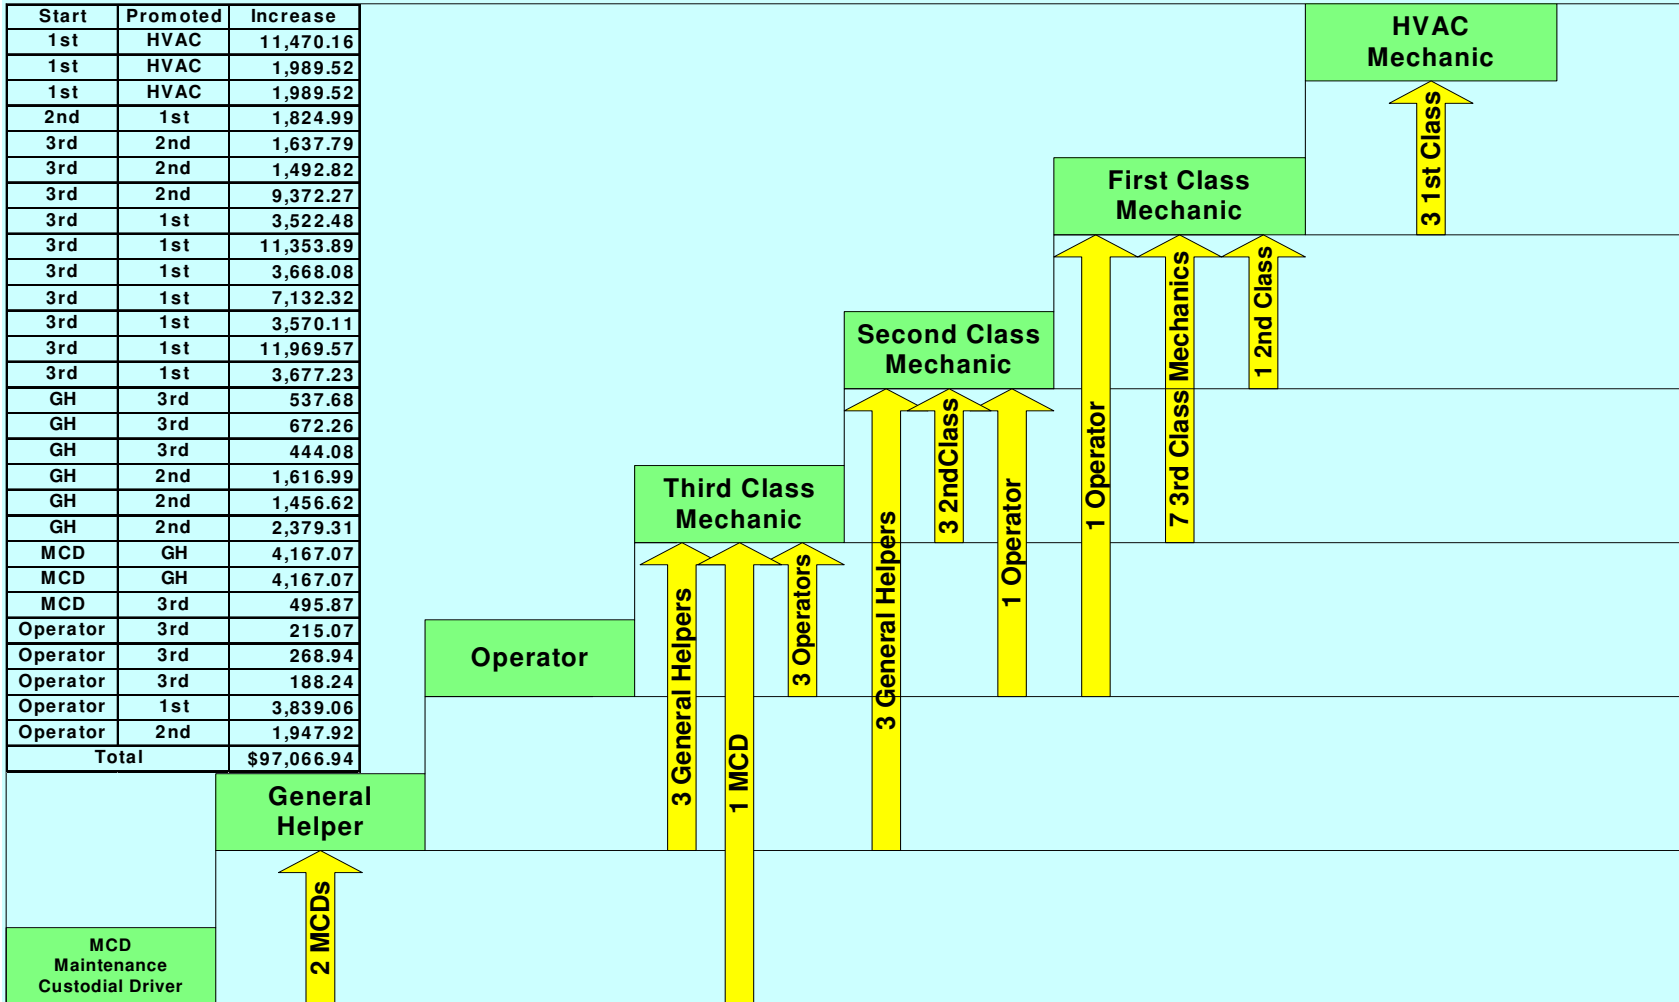 Start Promoted Increase
1st HVAC 11,470.16
1st HVAC 1,989.52
1st HVAC 1,989.52
2nd 1st 1,824.99
3rd 2nd 1,637.79
3rd 2nd 1,492.82
3rd 2nd 9,372.27
3rd 1st 3,522.48
3rd 1st 11,353.89
3rd 1st 3,668.08
3rd 1st 7,132.32
3rd 1st 3,570.11
3rd 1st 11,969.57
3rd 1st 3,677.23
GH 3rd 537.68
GH 3rd 672.26
GH 3rd 444.08
GH 2nd 1,616.99
GH 2nd 1,456.62
GH 2nd 2,379.31
MCD GH 4,167.07
MCD GH 4,167.07
MCD 3rd 495.87
Operator 3rd 215.07
Operator 3rd 268.94
Operator 3rd 188.24
Operator 1st 3,839.06
Operator 2nd 1,947.92
Total $97,066.94
HVAC
Mechanic
3 1st Class
First Class
Mechanic
1 Operator
7 3rd Class Mechanics
1 2nd Class
Second Class
Mechanic
3 General Helpers
3 2ndClass
1 Operator
Third Class
Mechanic
3 General Helpers
1 MCD
3 Operators
Operator
General
Helper
2 MCDs
MCD
Maintenance
Custodial Driver